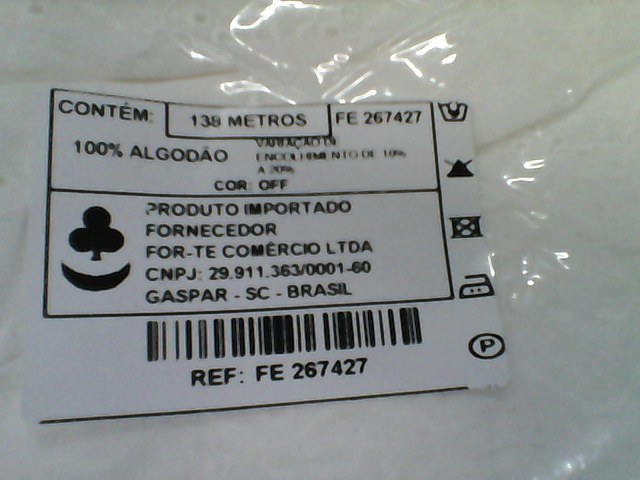 CONTÉM: 138 METROS FE 267427
100% ALGODÃO
VARIAÇÃO DE
ENCOLHIMENTO DE 10%
A 20%
COR: OFF
PRODUTO IMPORTADO
FORNECEDOR
FOR-TE COMÉRCIO LTDA
CNPJ: 29.911.363/0001-60
GASPAR - SC - BRASIL
REF: FE 267427
P